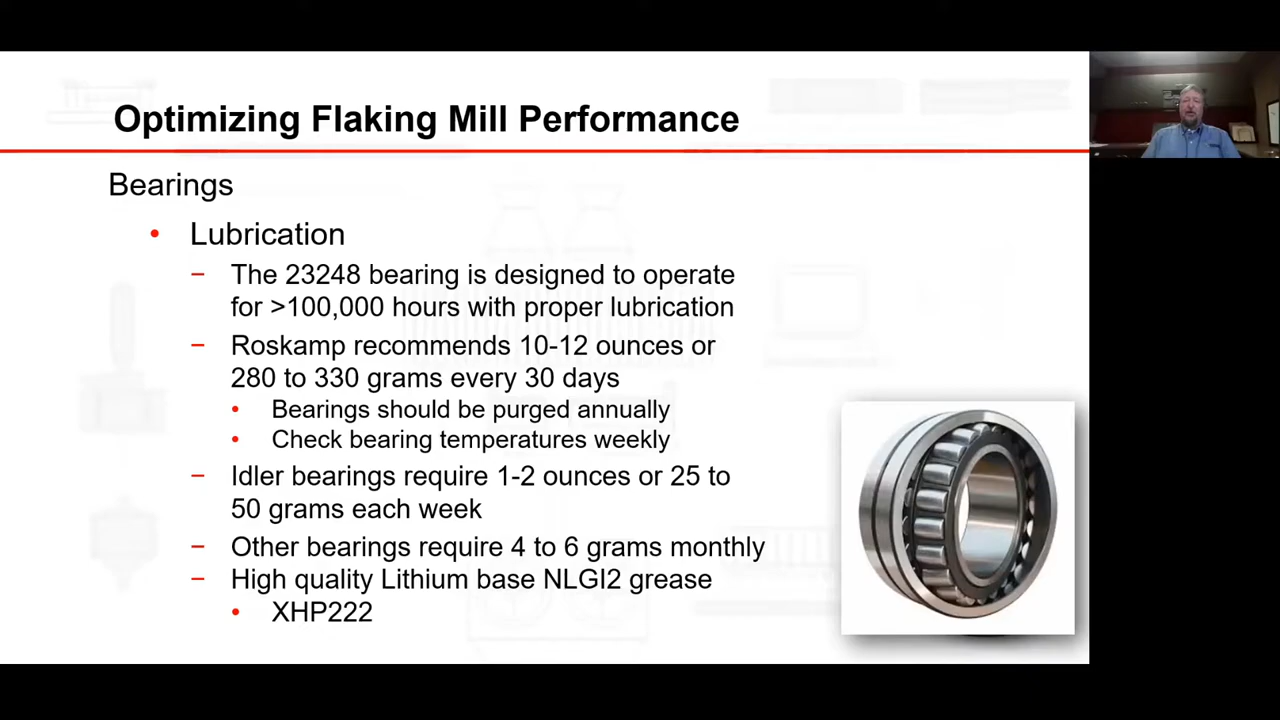 Optimizing Flaking Mill Performance
Bearings
• Lubrication
– The 23248 bearing is designed to operate
for >100,000 hours with proper lubrication
– Roskamp recommends 10-12 ounces or
280 to 330 grams every 30 days
• Bearings should be purged annually
• Check bearing temperatures weekly
– Idler bearings require 1-2 ounces or 25 to
50 grams each week
– Other bearings require 4 to 6 grams monthly
– High quality Lithium base NLGI2 grease
• XHP222